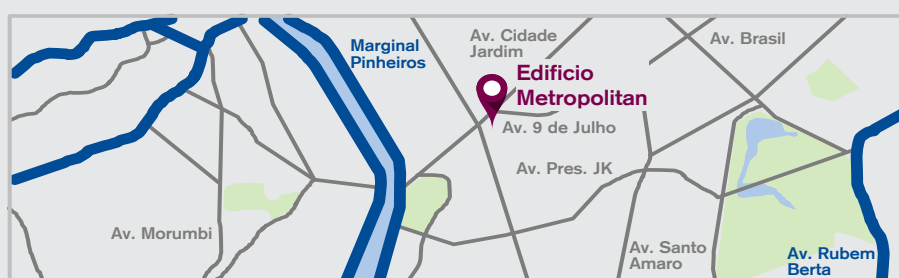 Av. Cidade
Jardim
Av. Brasil
Marginal
Pinheiros
Edificio
Metropolitan
Av. 9 de Julho
Av. Pres. JK
Av. Morumbi
Av. Santo
Amaro
Av. Rubem
Berta